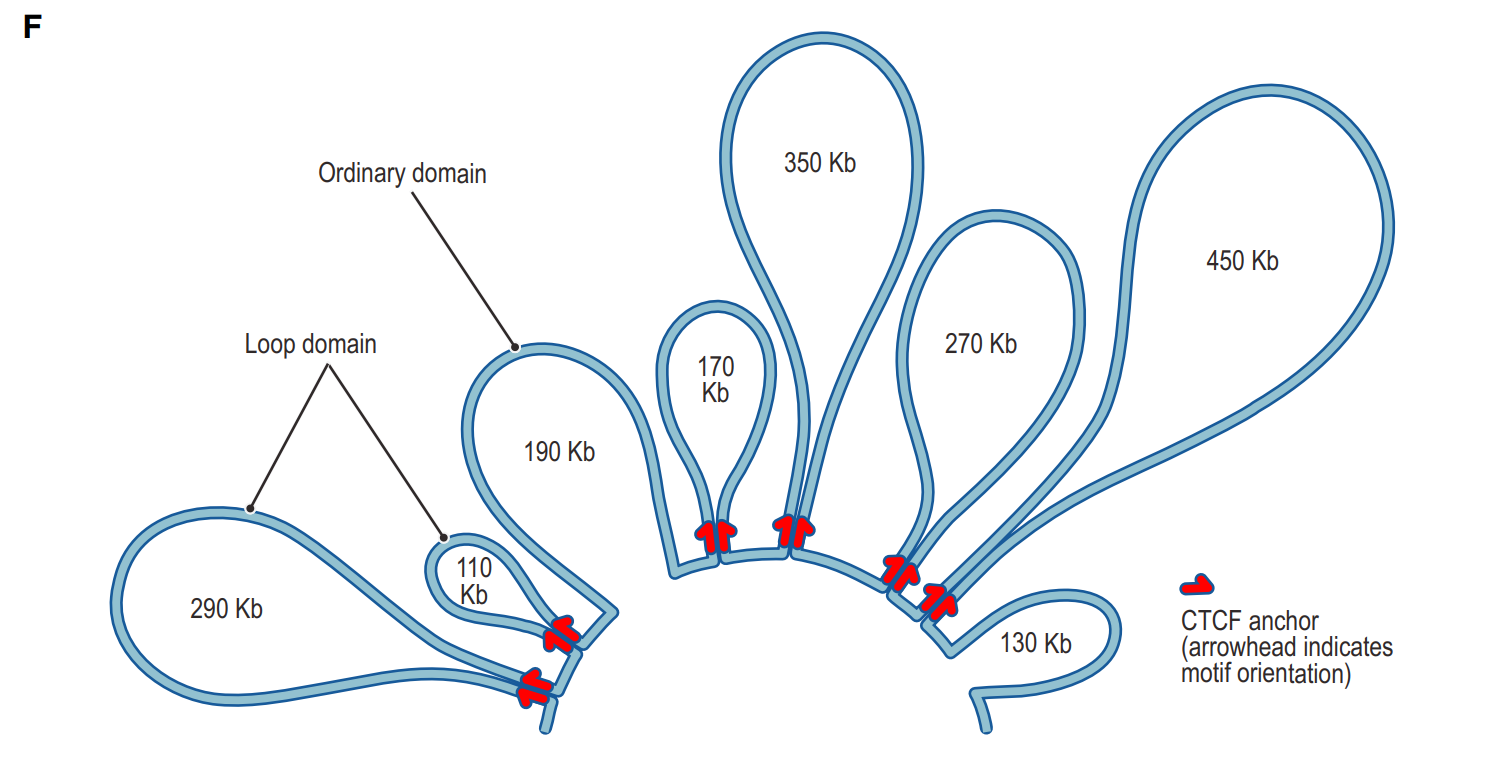 F
Ordinary domain
Loop domain
290 Kb
110
Kb
190 Kb
170
Kb
350 Kb
270 Kb
450 Kb
130 Kb
CTCF anchor
(arrowhead indicates
motif orientation)